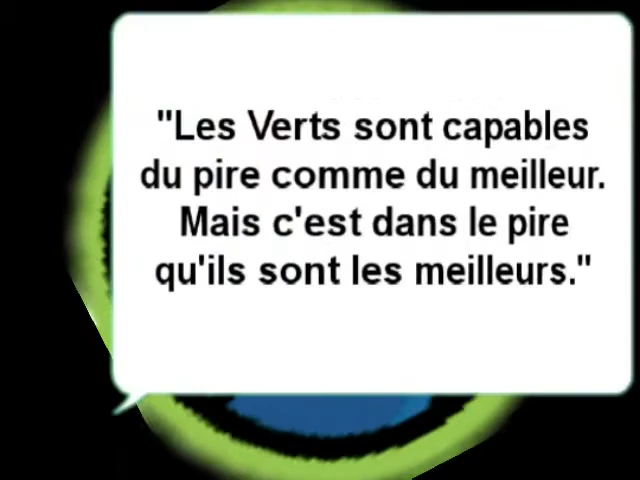 "Les Verts sont capables
du pire comme du meilleur.
Mais c'est dans le pire
qu'ils sont les meilleurs."